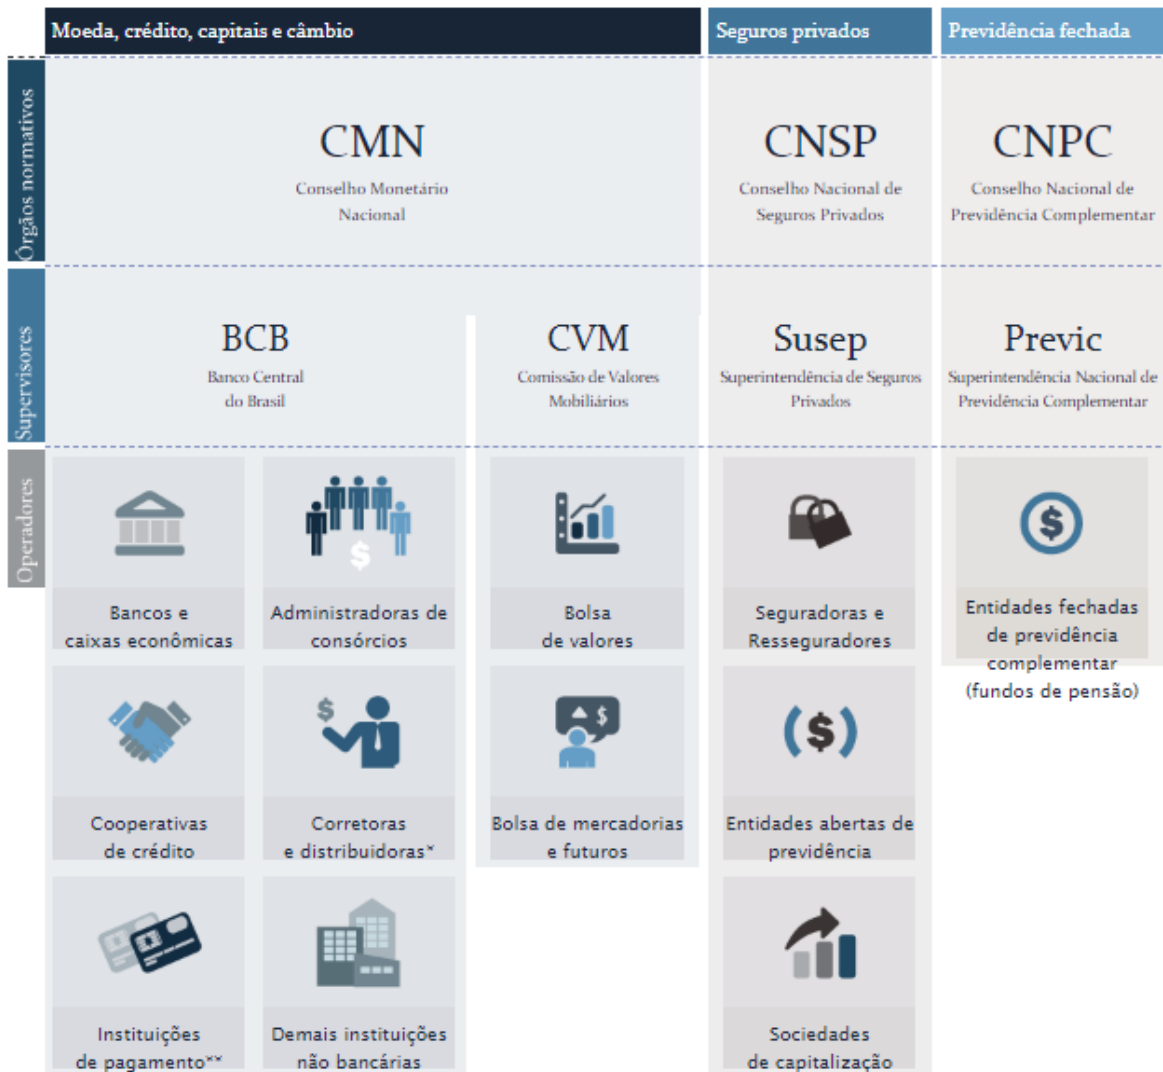 Moeda, crédito, capitais e câmbio
Seguros privados
Previdência fechada
Órgãos normativos
CMN
Conselho Monetário
Nacional
CNSP
Conselho Nacional de
Seguros Privados
CNPC
Conselho Nacional de
Previdência Complementar
Supervisores
BCB
Banco Central
do Brasil
CVM
Comissão de Valores
Mobiliários
Susep
Superintendência de Seguros
Privados
Previc
Superintendência Nacional de
Previdência Complementar
Operadores
$
$
Bancos e
caixas econômicas
Administradoras de
consórcios
Bolsa
de valores
Seguradoras e
Resseguradores
Entidades fechadas
de previdência
complementar
(fundos de pensão)
$
$
($)
Cooperativas
de crédito
Corretoras
e distribuidoras*
Bolsa de mercadorias
e futuros
Entidades abertas de
previdência
Instituições
de pagamento**
Demais instituições
não bancárias
Sociedades
de capitalização